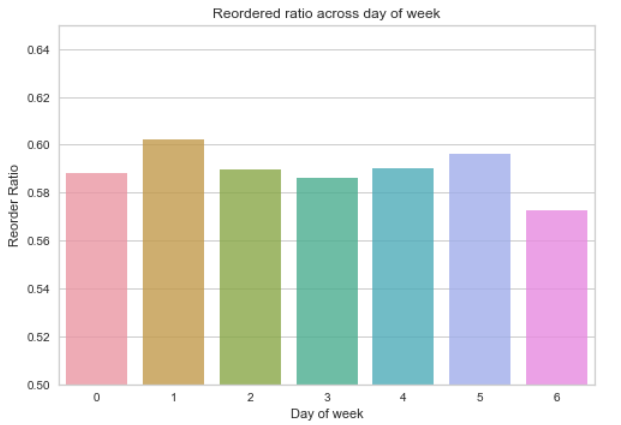 Reordered ratio across day of week
0.64
0.62
0.60
0.58
0.56
0.54
0.52
0.50
Reorder Ratio
0 1 2 3 4 5 6
Day of week